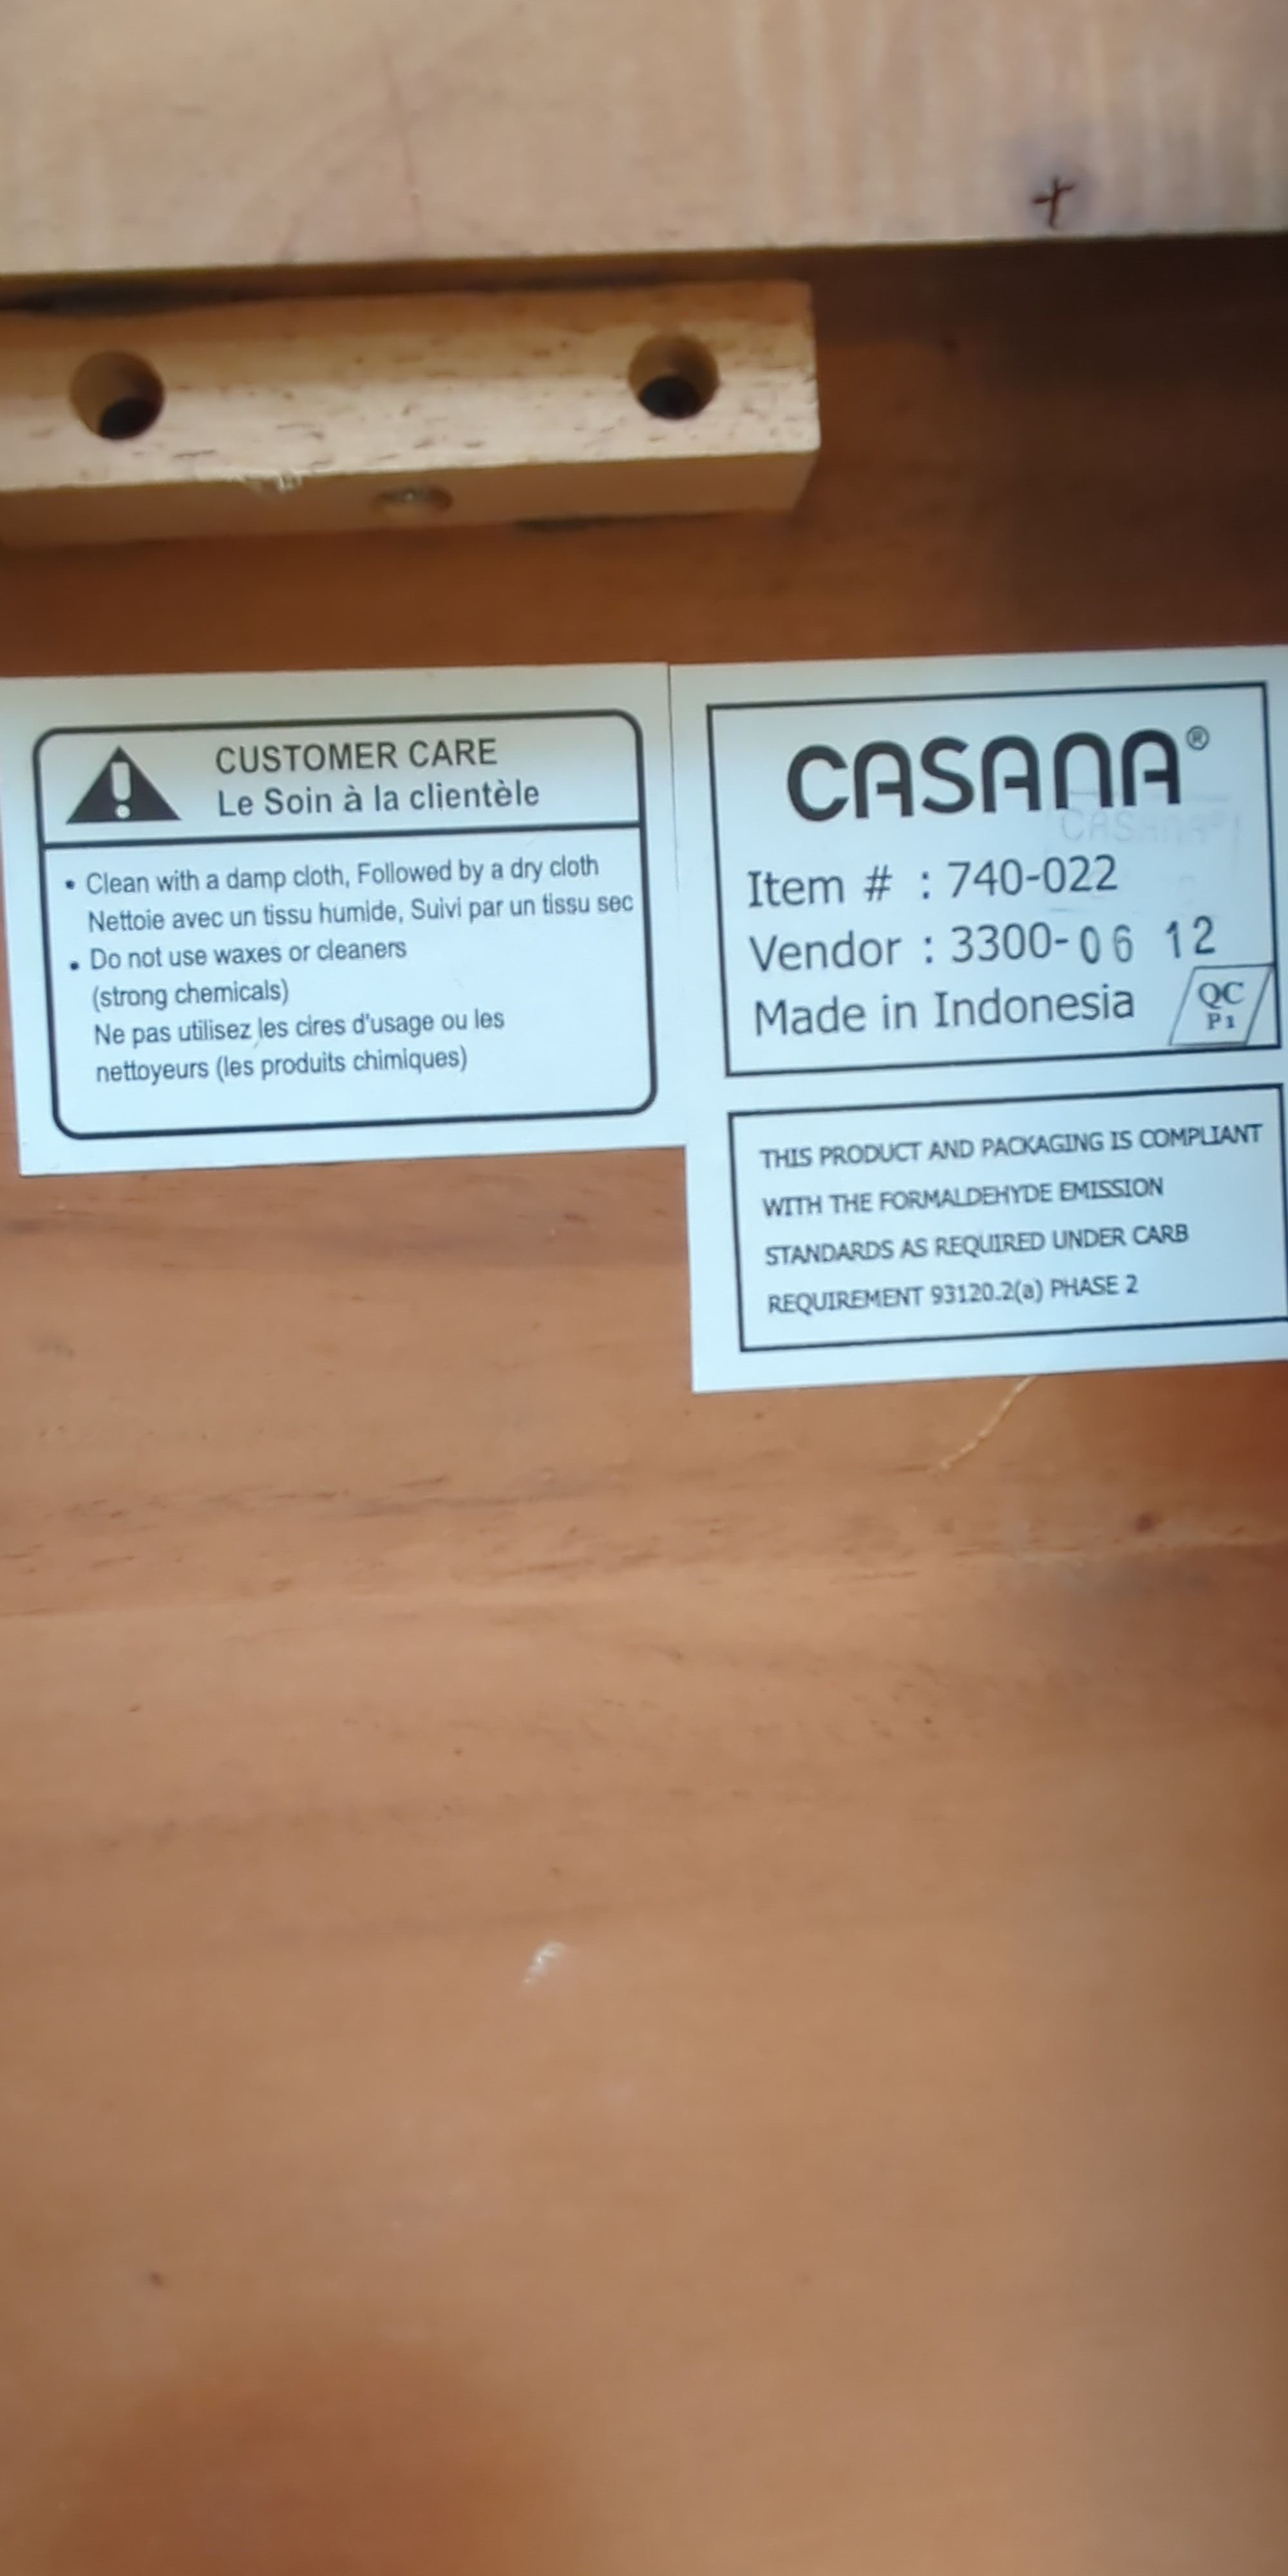 CUSTOMER CARE
Le Soin à la clientèle
• Clean with a damp cloth, Followed by a dry cloth
Nettoie avec un tissu humide, Suivi par un tissu sec
• Do not use waxes or cleaners
(strong chemicals)
Ne pas utilisez les cires d'usage ou les
nettoyeurs (les produits chimiques)
CASANA®
CASANA®
Item # : 740-022
Vendor : 3300-06 12
Made in Indonesia
QC
P1
THIS PRODUCT AND PACKAGING IS COMPLIANT
WITH THE FORMALDEHYDE EMISSION
STANDARDS AS REQUIRED UNDER CARB
REQUIREMENT 93120.2(a) PHASE 2